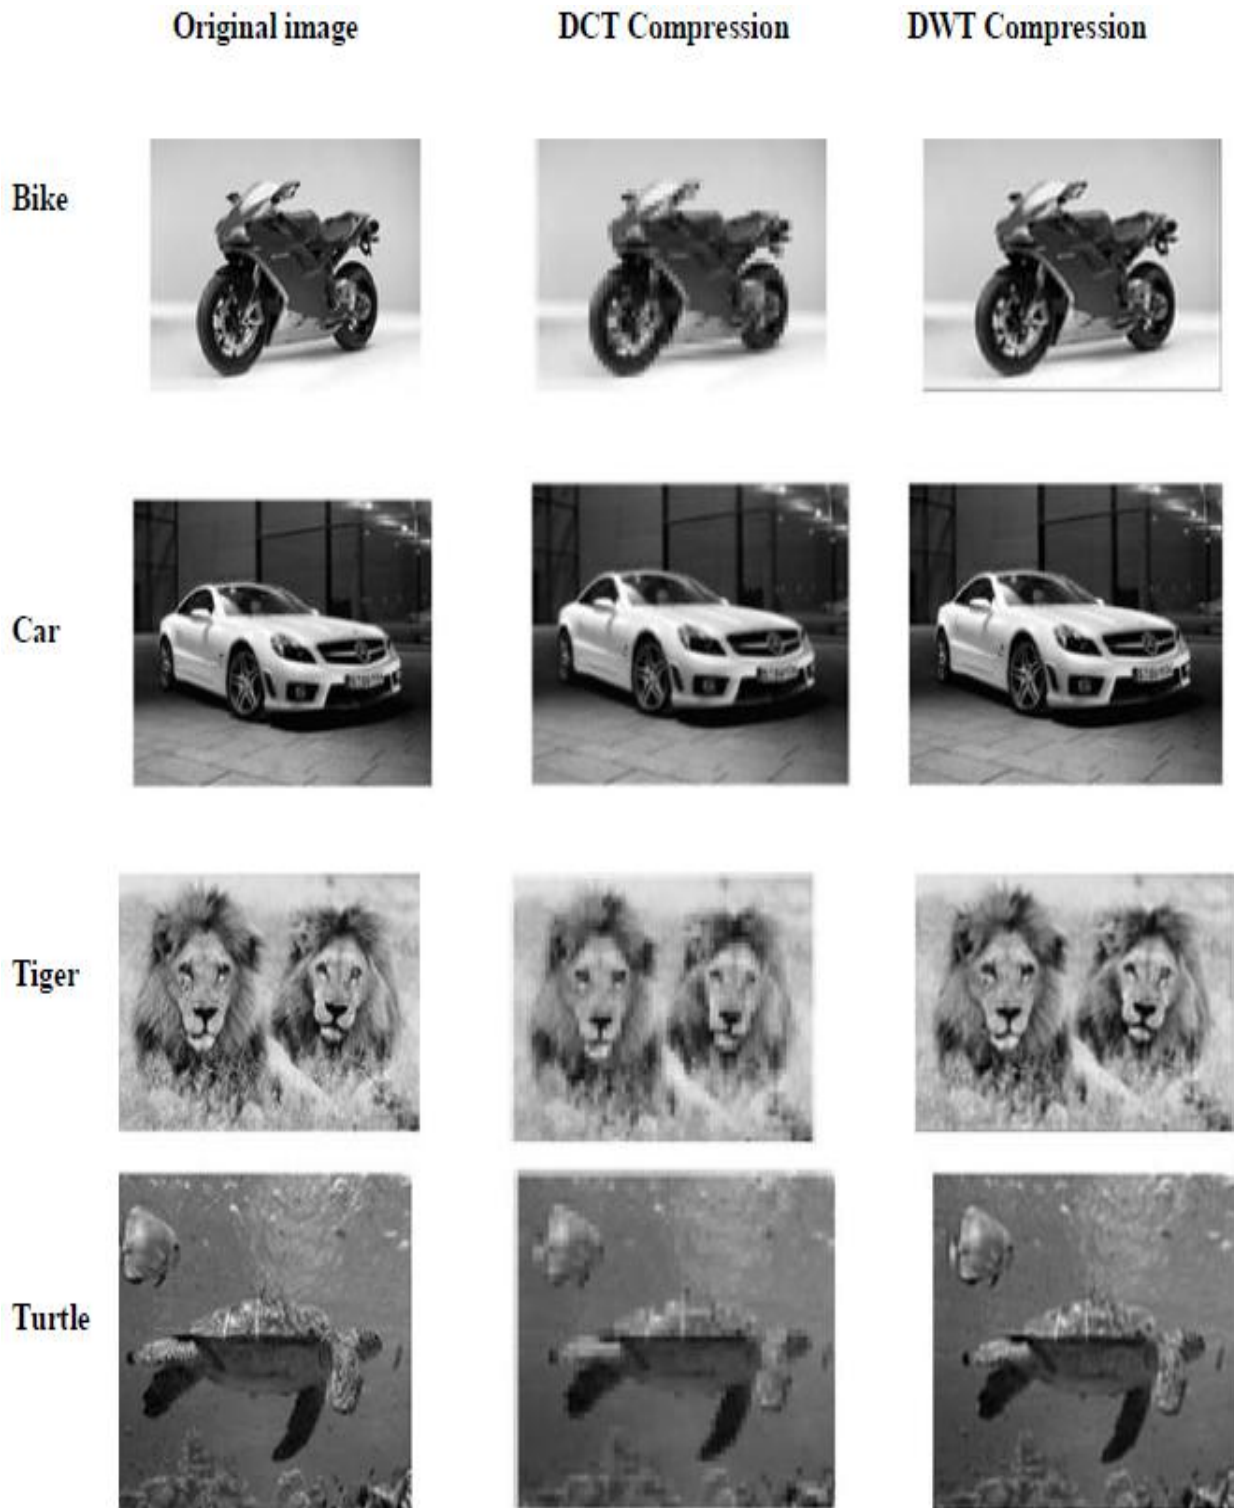 Original image DCT Compression DWT Compression
Bike
Car
Tiger
Turtle